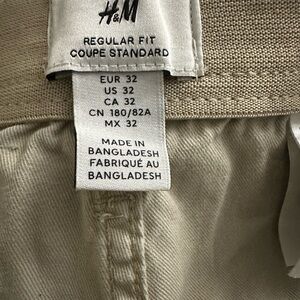 H&M
REGULAR FIT
COUPE STANDARD
EUR 32
US 32
CA 32
CN 180/82A
MX 32
MADE IN
BANGLADESH
FABRIQUÉ AU
BANGLADESH